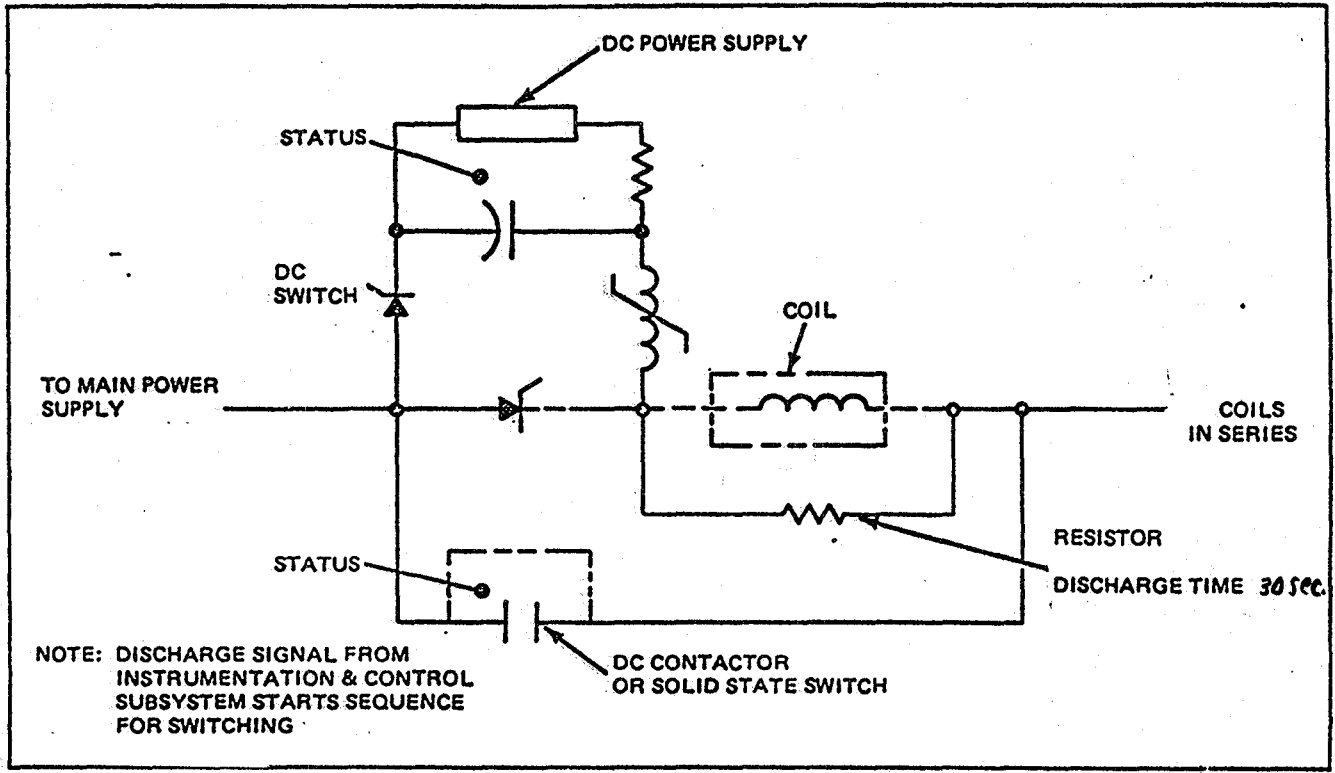 DC POWER SUPPLY
STATUS
DC
SWITCH
COIL
TO MAIN POWER
SUPPLY
COILS
IN SERIES
RESISTOR
DISCHARGE TIME 30 sec.
STATUS
DC CONTACTOR
OR SOLID STATE SWITCH
NOTE: DISCHARGE SIGNAL FROM
INSTRUMENTATION & CONTROL
SUBSYSTEM STARTS SEQUENCE
FOR SWITCHING